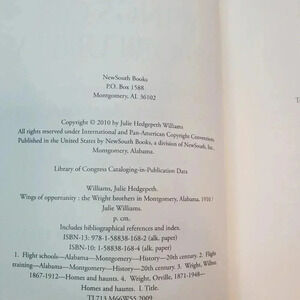 NewSouth Books
P.O. Box 1588
Montgomery, AL 36102
Copyright © 2010 by Julie Hedgepeth Williams
All rights reserved under International and Pan-American Copyright Conventions.
Published in the United States by NewSouth Books, a division of NewSouth, Inc.,
Montgomery, Alabama.
Library of Congress Cataloging-in-Publication Data
Williams, Julie Hedgepeth.
Wings of opportunity : the Wright brothers in Montgomery, Alabama, 1910 /
Julie Williams.
p. cm.
Includes bibliographical references and index.
ISBN-13: 978-1-58838-168-2 (alk. paper)
ISBN-10: 1-58838-168-4 (alk. paper)
1. Flight schools—Alabama—Montgomery—History—20th century. 2. Flight
training—Alabama—Montgomery—History—20th century. 3. Wright, Wilbur,
1867-1912—Homes and haunts. 4. Wright, Orville, 1871-1948—
Homes and haunts. I. Title.
TL713.M66W55 2009